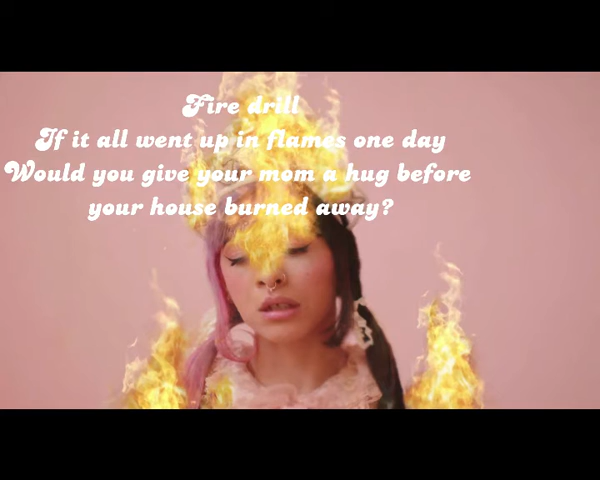 Fire drill
If it all went up in flames one day
Would you give your mom a hug before
your house burned away?